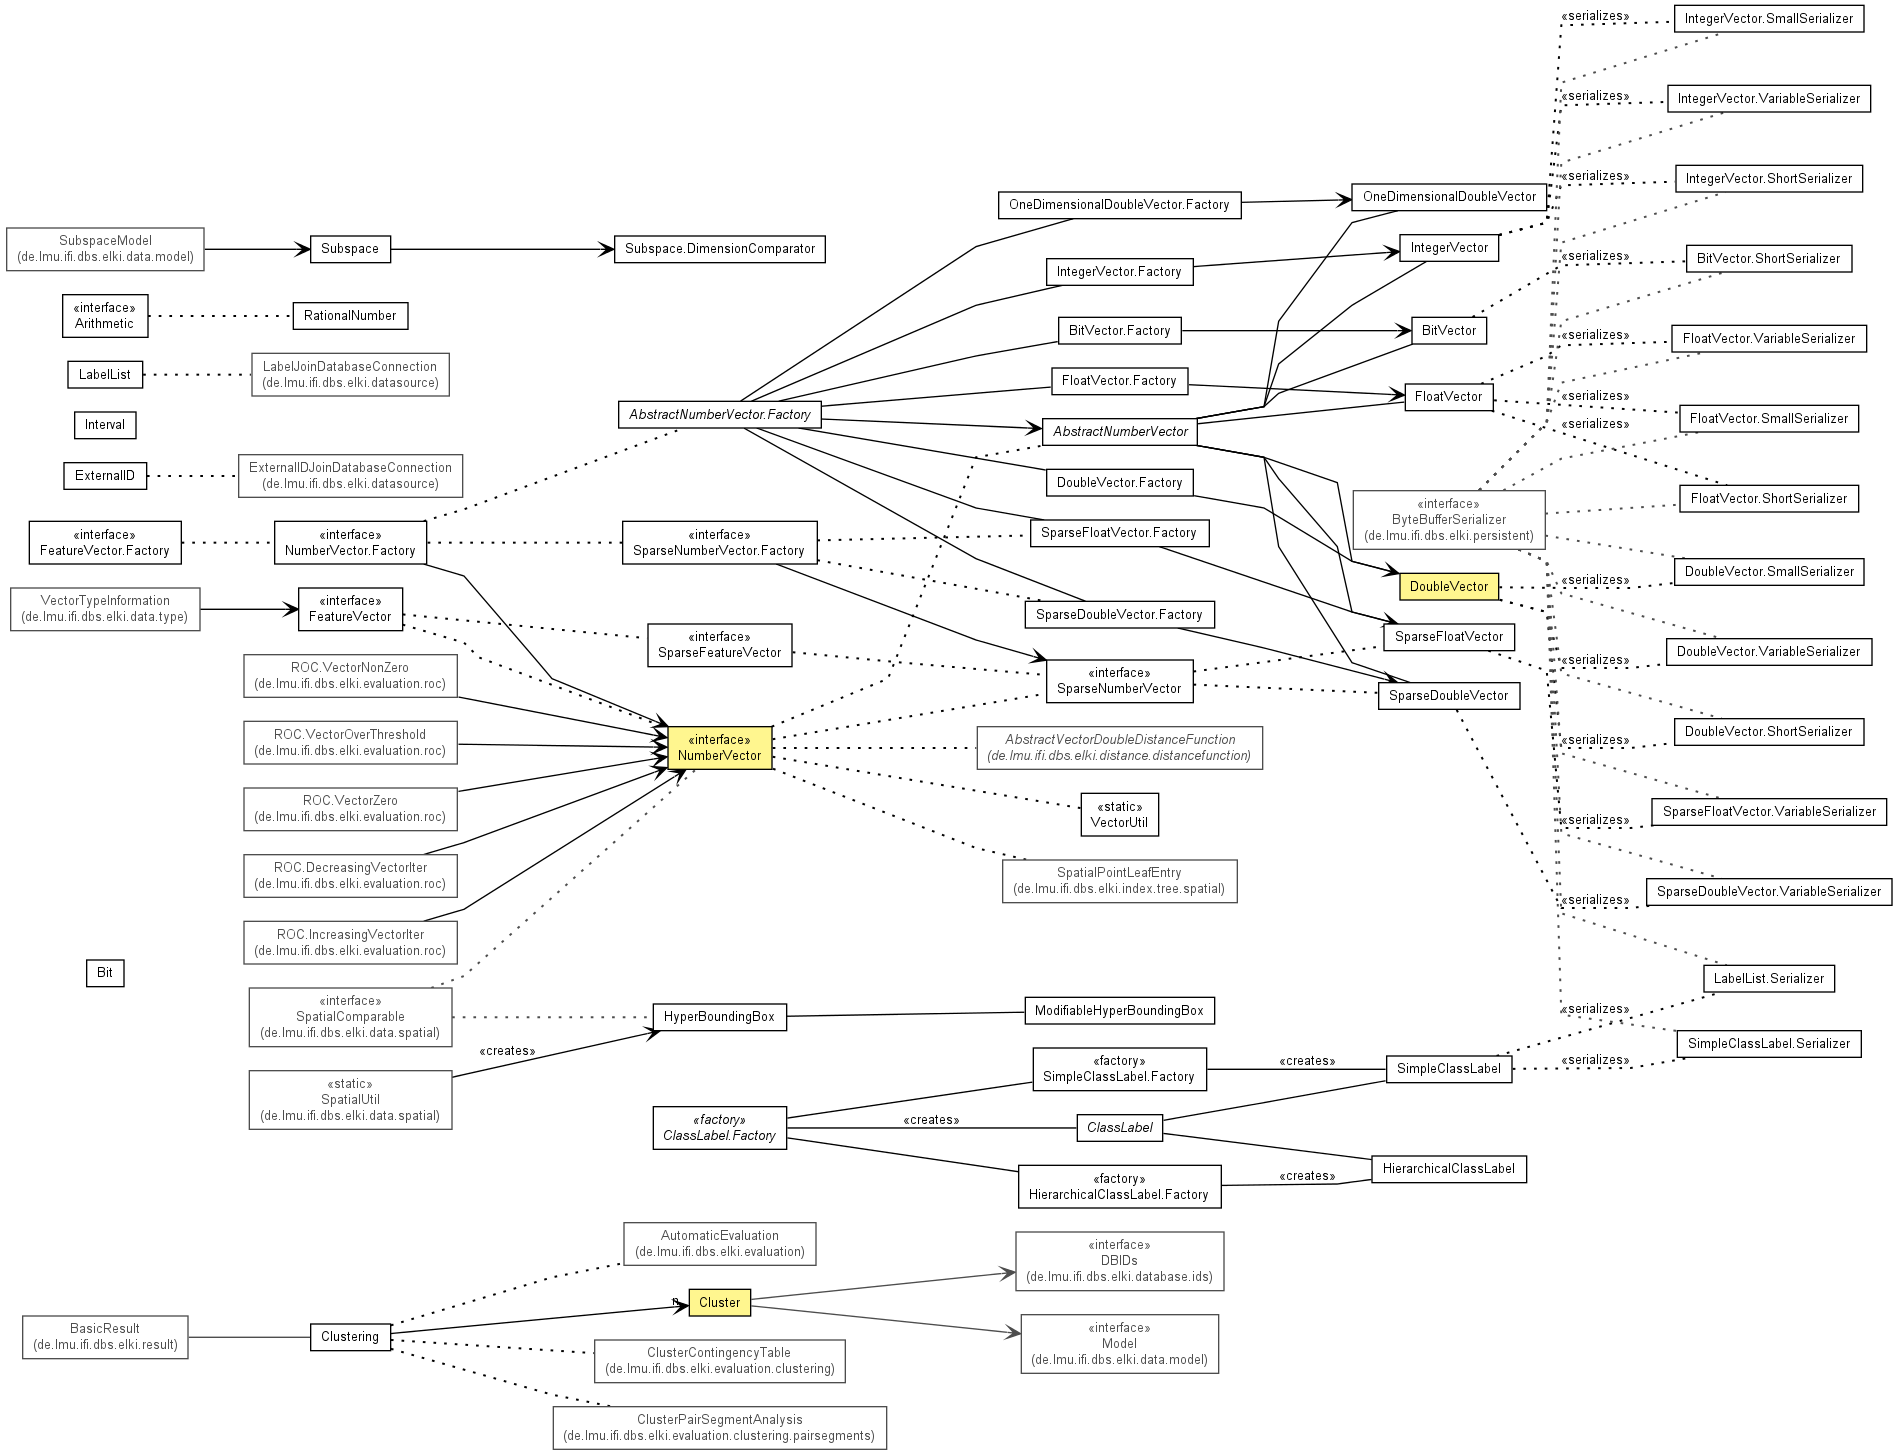 SubspaceModel
(de.lmu.ifi.dbs.elki.data.model)
Subspace
Subspace.DimensionComparator
«interface»
Arithmetic
RationalNumber
LabelList
LabelJoinDatabaseConnection
(de.lmu.ifi.dbs.elki.datasource)
Interval
ExternalID
ExternalIDJoinDatabaseConnection
(de.lmu.ifi.dbs.elki.datasource)
«interface»
FeatureVector.Factory
«interface»
NumberVector.Factory
VectorTypeInformation
(de.lmu.ifi.dbs.elki.data.type)
«interface»
FeatureVector
ROC.VectorNonZero
(de.lmu.ifi.dbs.elki.evaluation.roc)
ROC.VectorOverThreshold
(de.lmu.ifi.dbs.elki.evaluation.roc)
ROC.VectorZero
(de.lmu.ifi.dbs.elki.evaluation.roc)
ROC.DecreasingVectorIter
(de.lmu.ifi.dbs.elki.evaluation.roc)
ROC.IncreasingVectorIter
(de.lmu.ifi.dbs.elki.evaluation.roc)
Bit
«interface»
SpatialComparable
(de.lmu.ifi.dbs.elki.data.spatial)
«static»
SpatialUtil
(de.lmu.ifi.dbs.elki.data.spatial)
«creates»
AbstractNumberVector.Factory
«interface»
SparseNumberVector.Factory
«interface»
SparseFeatureVector
«interface»
NumberVector
HyperBoundingBox
ModifiableHyperBoundingBox
OneDimensionalDoubleVector.Factory
IntegerVector.Factory
BitVector.Factory
FloatVector.Factory
AbstractNumberVector
DoubleVector.Factory
SparseFloatVector.Factory
SparseDoubleVector.Factory
«interface»
SparseNumberVector
AbstractVectorDoubleDistanceFunction
(de.lmu.ifi.dbs.elki.distance.distancefunction)
«static»
VectorUtil
SpatialPointLeafEntry
(de.lmu.ifi.dbs.elki.index.tree.spatial)
OneDimensionalDoubleVector
IntegerVector
BitVector
FloatVector
«interface»
ByteBufferSerializer
(de.lmu.ifi.dbs.elki.persistent)
DoubleVector
SparseFloatVector
SparseDoubleVector
«serializes»
IntegerVector.SmallSerializer
«serializes»
IntegerVector.VariableSerializer
«serializes»
IntegerVector.ShortSerializer
«serializes»
BitVector.ShortSerializer
«serializes»
FloatVector.VariableSerializer
«serializes»
FloatVector.SmallSerializer
«serializes»
FloatVector.ShortSerializer
«serializes»
DoubleVector.SmallSerializer
«serializes»
DoubleVector.VariableSerializer
«serializes»
DoubleVector.ShortSerializer
«serializes»
SparseFloatVector.VariableSerializer
«serializes»
SparseDoubleVector.VariableSerializer
LabelList.Serializer
«serializes»
SimpleClassLabel.Serializer
«serializes»
«factory»
SimpleClassLabel.Factory
«creates»
SimpleClassLabel
«factory»
ClassLabel.Factory
«creates»
ClassLabel
«factory»
HierarchicalClassLabel.Factory
«creates»
HierarchicalClassLabel
AutomaticEvaluation
(de.lmu.ifi.dbs.elki.evaluation)
«interface»
DBIDs
(de.lmu.ifi.dbs.elki.database.ids)
n
Cluster
BasicResult
(de.lmu.ifi.dbs.elki.result)
Clustering
«interface»
Model
(de.lmu.ifi.dbs.elki.data.model)
ClusterContingencyTable
(de.lmu.ifi.dbs.elki.evaluation.clustering)
ClusterPairSegmentAnalysis
(de.lmu.ifi.dbs.elki.evaluation.clustering.pairsegments)